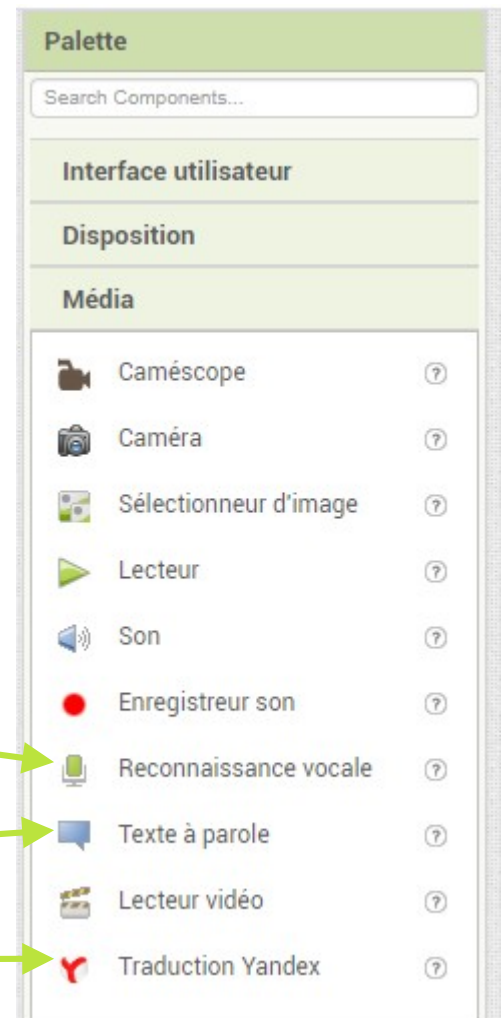 Palette
Search Components...
Interface utilisateur
Disposition
Média
Caméscope ?
Caméra ?
Sélectionneur d'image ?
Lecteur ?
Son ?
Enregistreur son ?
Reconnaissance vocale ?
Texte à parole ?
Lecteur vidéo ?
Traduction Yandex ?